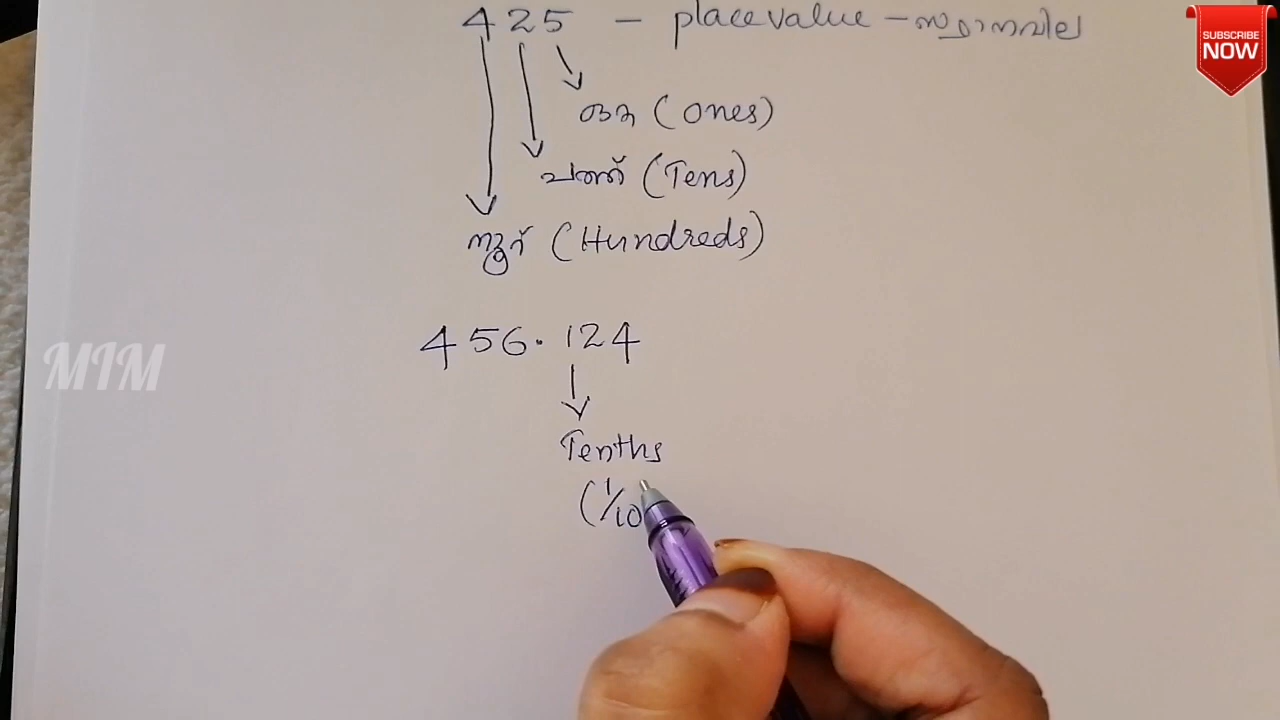 425 – place value – സ്ഥാനവില
ഒന്ന് (ones)
പത്ത് (Tens)
നൂറ് (Hundreds)
456.124
Tenths
(1/10
MIM
SUBSCRIBE
NOW